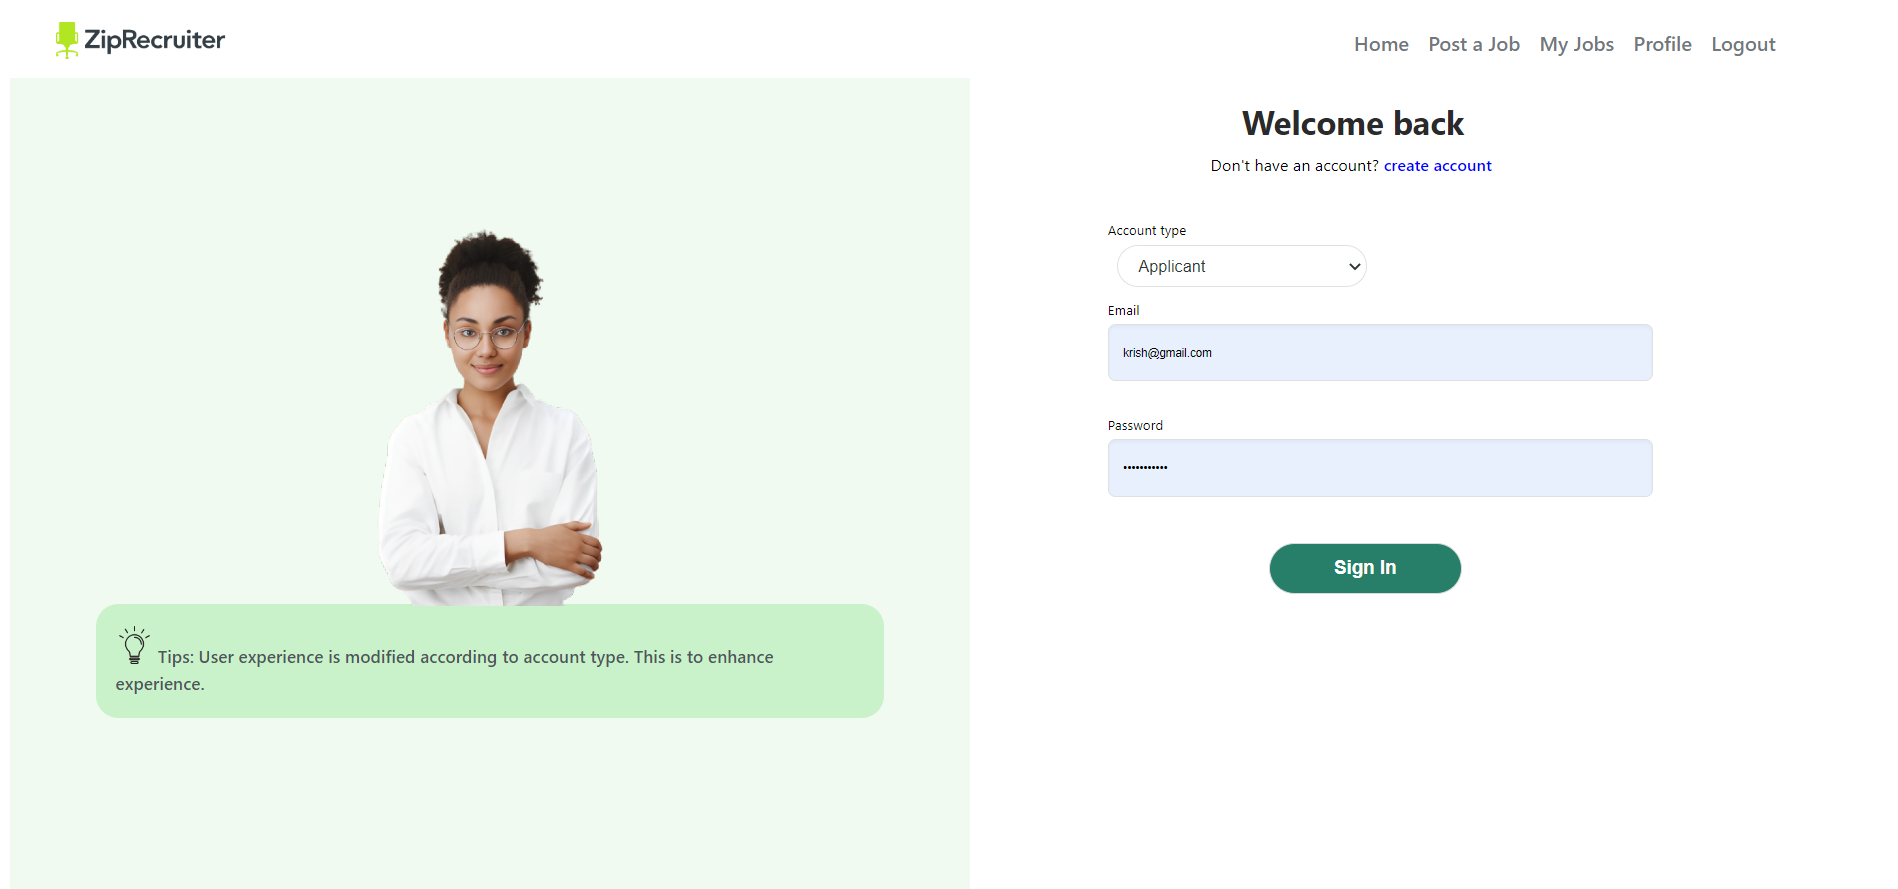 ZipRecruiter
Home Post a Job My Jobs Profile Logout
Welcome back
Don't have an account? create account
Account type
Applicant
Email
krish@gmail.com
Password
•••••••••••
Sign In
Tips: User experience is modified according to account type. This is to enhance
experience.